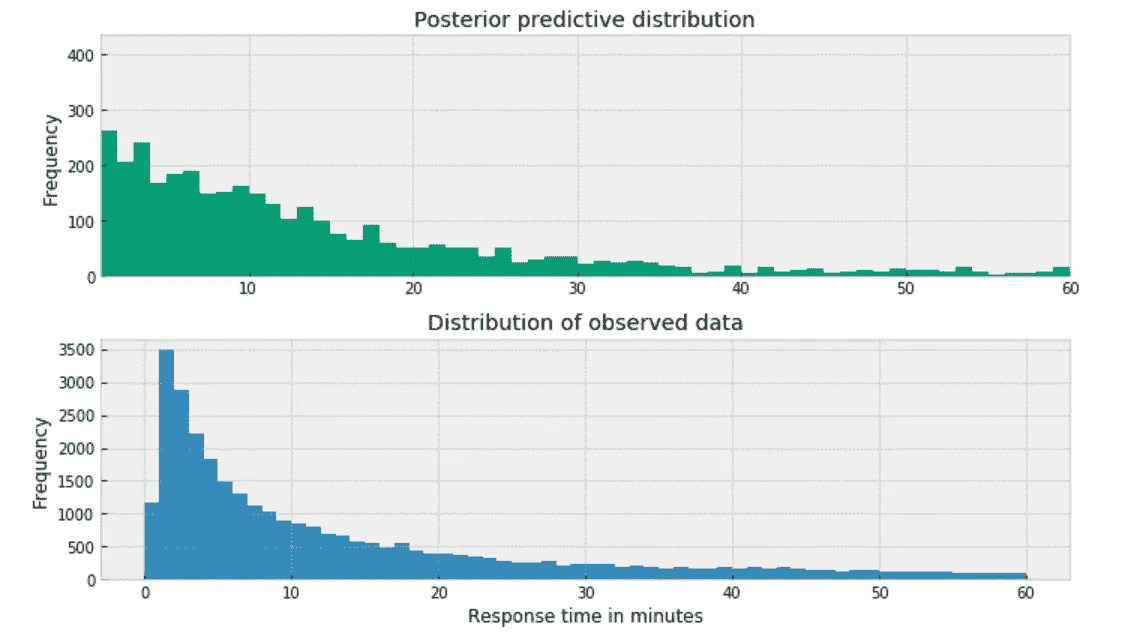 Posterior predictive distribution
400
300
200
100
0
Frequency
10 20 30 40 50 60
Distribution of observed data
3500
3000
2500
2000
1500
1000
500
0
Frequency
0 10 20 30 40 50 60
Response time in minutes